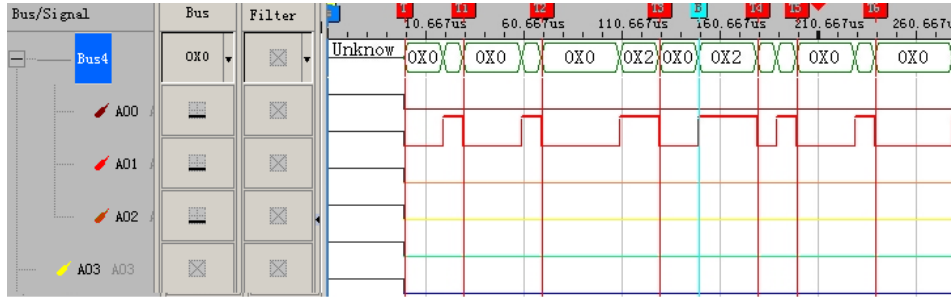 Bus/Signal Bus Filter
T T1 T2 T3 B T4 T5 T6
10.667us 60.667us 110.667us 160.667us 210.667us 260.667u
Bus4 0X0 Unknow 0X0 0X0 0X0 0X2 0X0 0X2 0X0 0X0
A00
A01
A02
A03 A03